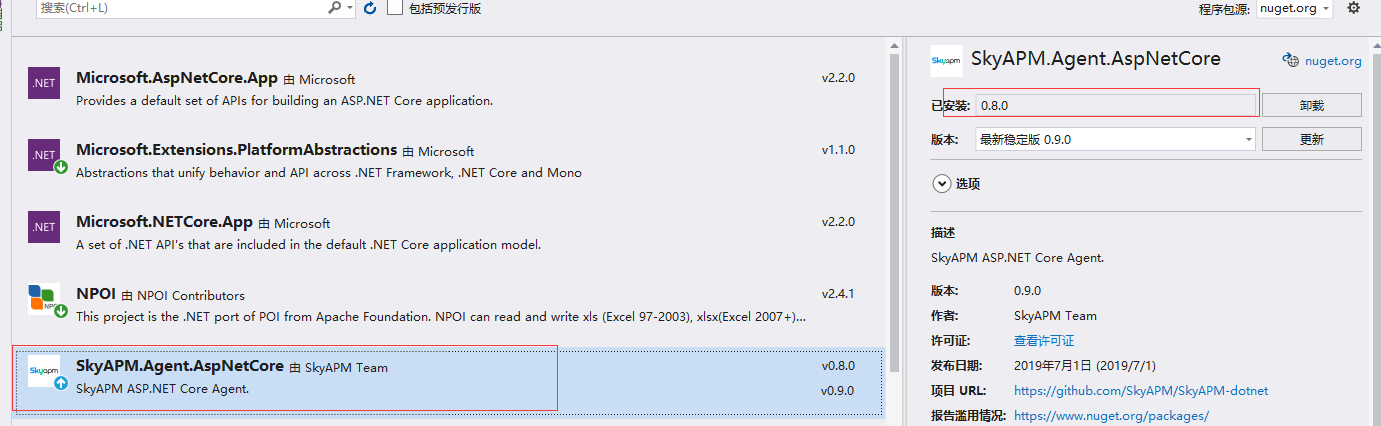 搜索(Ctrl+L)
包括预发行版
程序包源: nuget.org
.NET
Microsoft.AspNetCore.App 由 Microsoft
v2.2.0
Provides a default set of APIs for building an ASP.NET Core application.
.NET
Microsoft.Extensions.PlatformAbstractions 由 Microsoft
v1.1.0
Abstractions that unify behavior and API across .NET Framework, .NET Core and Mono
.NET
Microsoft.NETCore.App 由 Microsoft
v2.2.0
A set of .NET API's that are included in the default .NET Core application model.
NPOI 由 NPOI Contributors
v2.4.1
This project is the .NET port of POI from Apache Foundation. NPOI can read and write xls (Excel 97-2003), xlsx(Excel 2007+)...
Skyapm
SkyAPM.Agent.AspNetCore 由 SkyAPM Team
v0.8.0
SkyAPM ASP.NET Core Agent.
v0.9.0
Skyapm
SkyAPM.Agent.AspNetCore
nuget.org
已安装: 0.8.0
卸载
版本: 最新稳定版 0.9.0
更新
选项
描述
SkyAPM ASP.NET Core Agent.
版本: 0.9.0
作者: SkyAPM Team
许可证: 查看许可证
发布日期: 2019年7月1日 (2019/7/1)
项目 URL: https://github.com/SkyAPM/SkyAPM-dotnet
报告滥用情况: https://www.nuget.org/packages/